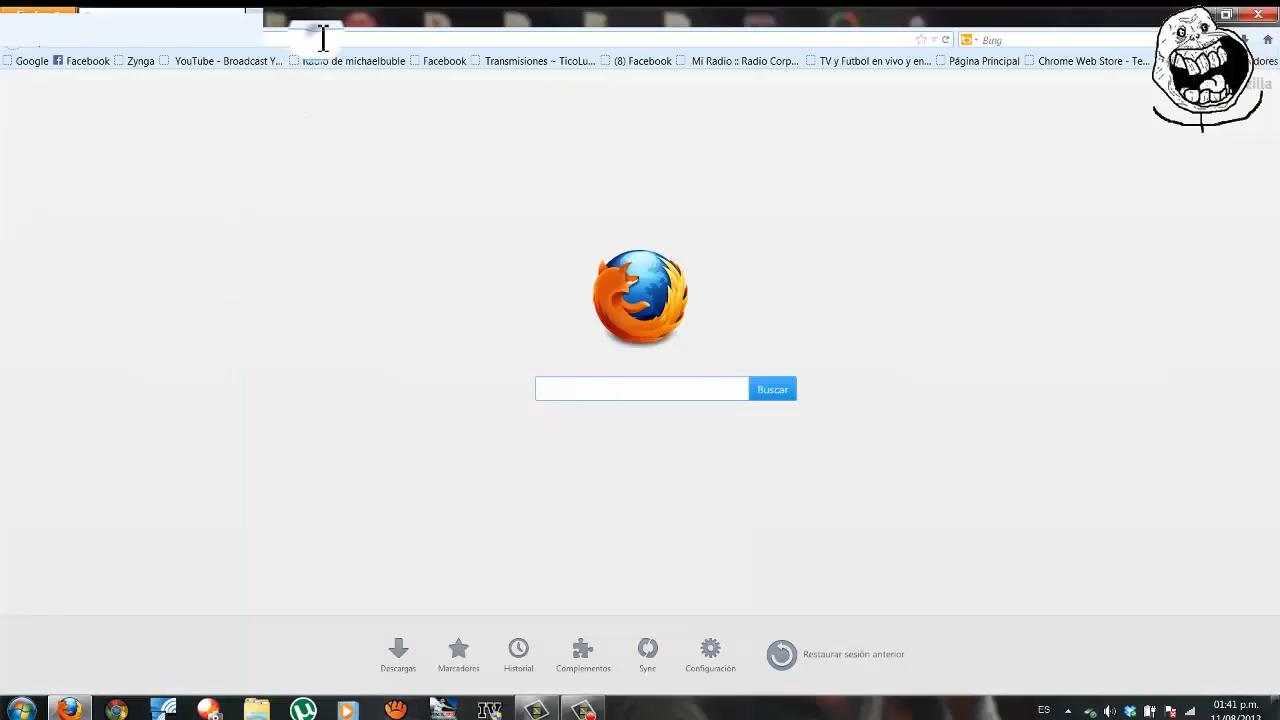 Bing
Google Facebook Zynga YouTube - Broadcast Y... Radio de michaelbuble Facebook Transmisiones ~ TicoLu... (8) Facebook Mi Radio :: Radio Corp... TV y Futbol en vivo y en... Página Principal Chrome Web Store - Te...
Buscar
Descargas Marcadores Historial Complementos Sync Configuración Restaurar sesión anterior
ES 01:41 p.m.